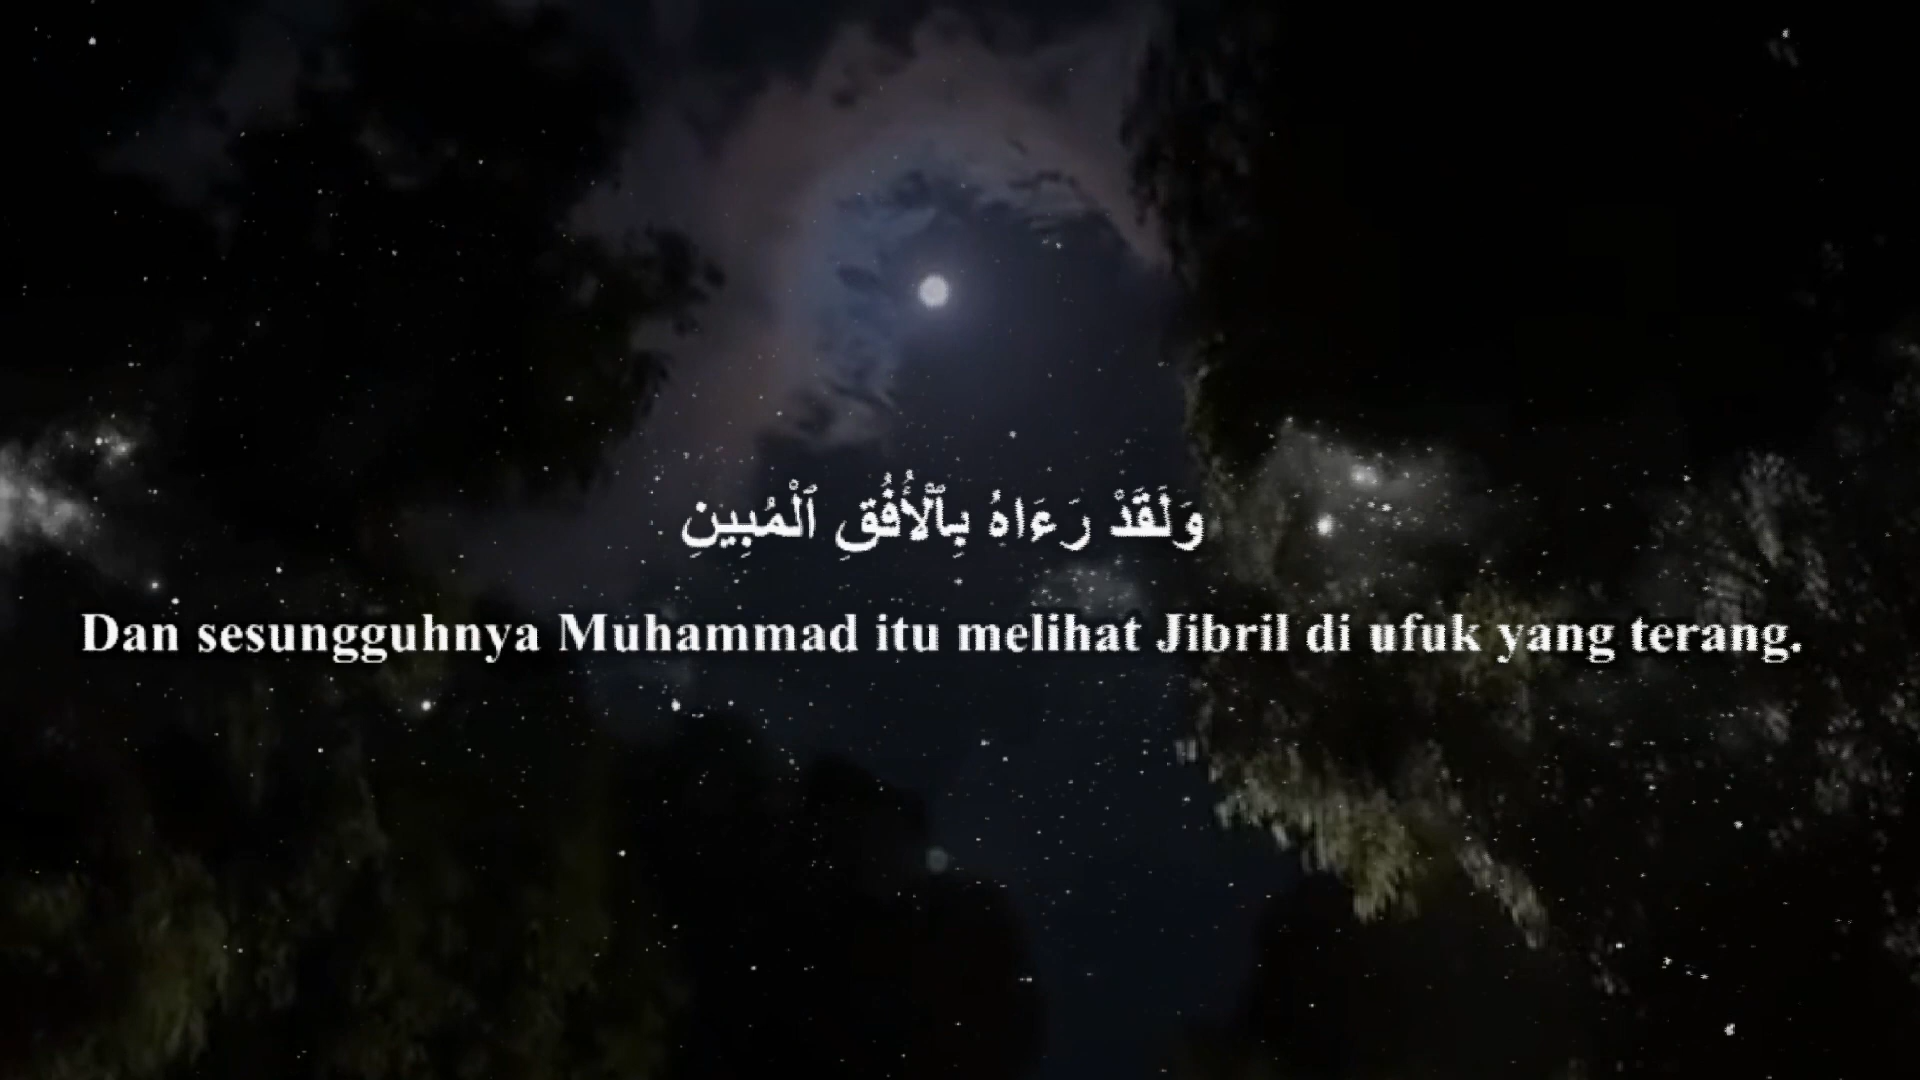 وَلَقَدْ رَءَاهُ بِٱلْأُفُقِ ٱلْمُبِينِ
Dan sesungguhnya Muhammad itu melihat Jibril di ufuk yang terang.